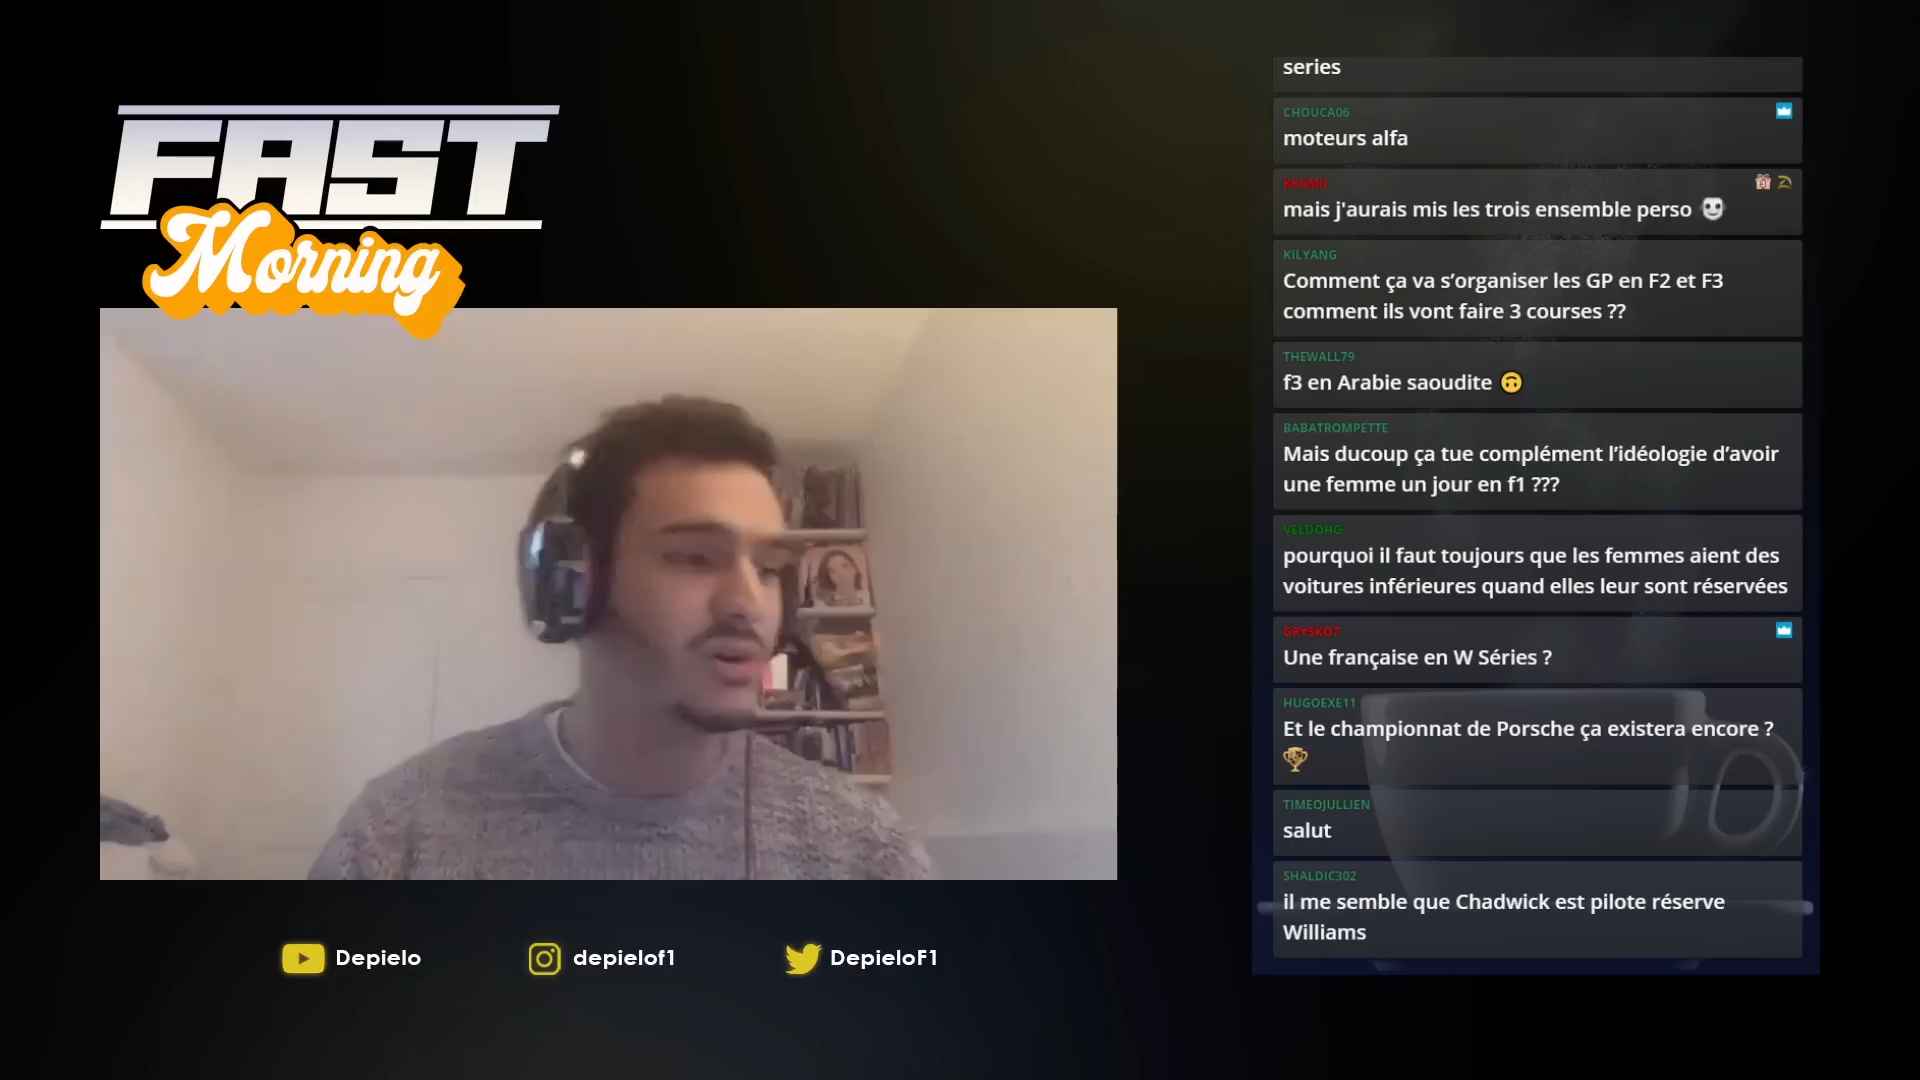 FAST
Morning
series
CHOUCA06
moteurs alfa
mais j'aurais mis les trois ensemble perso
KILYANG
Comment ça va s’organiser les GP en F2 et F3
comment ils vont faire 3 courses ??
THEWALL79
f3 en Arabie saoudite
BABATROMPETTE
Mais ducoup ça tue complément l’idéologie d’avoir
une femme un jour en f1 ???
VELDOHG
pourquoi il faut toujours que les femmes aient des
voitures inférieures quand elles leur sont réservées
GRYSKO7
Une française en W Séries ?
HUGOEXE11
Et le championnat de Porsche ça existera encore ?
TIMEOJULLIEN
salut
SHALDIC302
il me semble que Chadwick est pilote réserve
Williams
Depielo
depielof1
DepieloF1